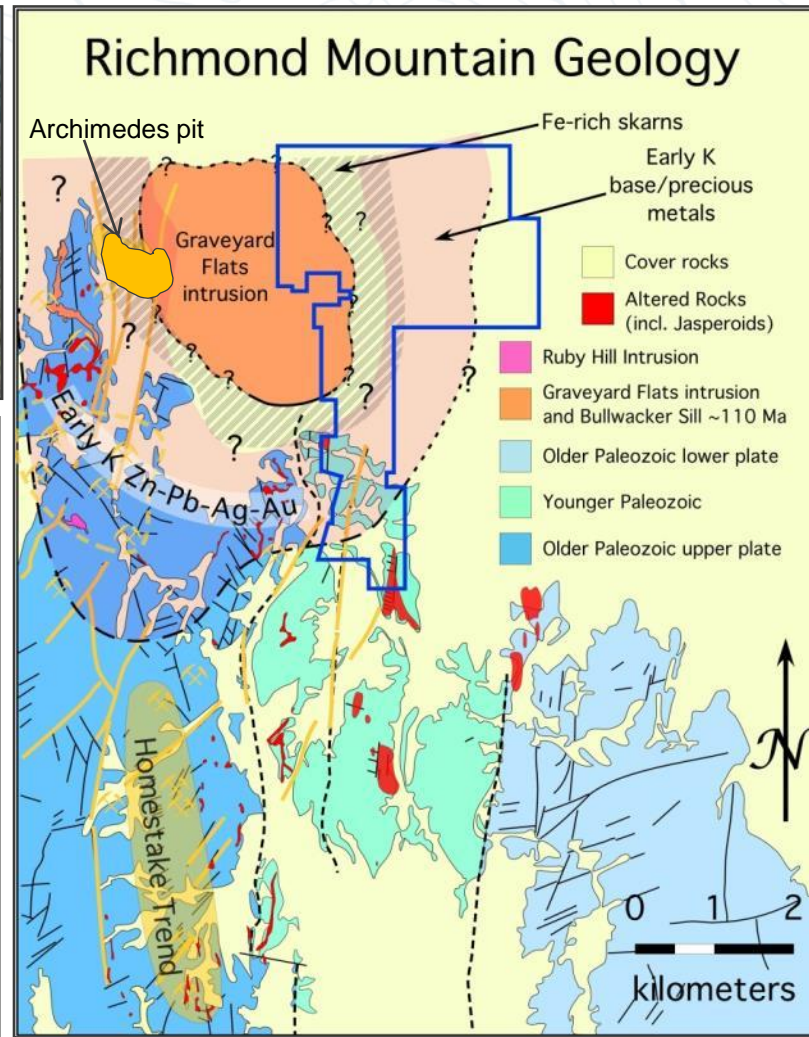 Richmond Mountain Geology
Archimedes pit
Fe-rich skarns
Early K
base/precious
metals
?
?
?
?
?
?
?
?
?
?
?
?
?
?
Graveyard
Flats
intrusion
Cover rocks
Altered Rocks
(incl. Jasperoids)
Ruby Hill Intrusion
Graveyard Flats intrusion
and Bullwacker Sill ~110 Ma
Older Paleozoic lower plate
Younger Paleozoic
Older Paleozoic upper plate
Early K Zn-Pb-Ag-Au
Homestake Trend
N
0 1 2
kilometers